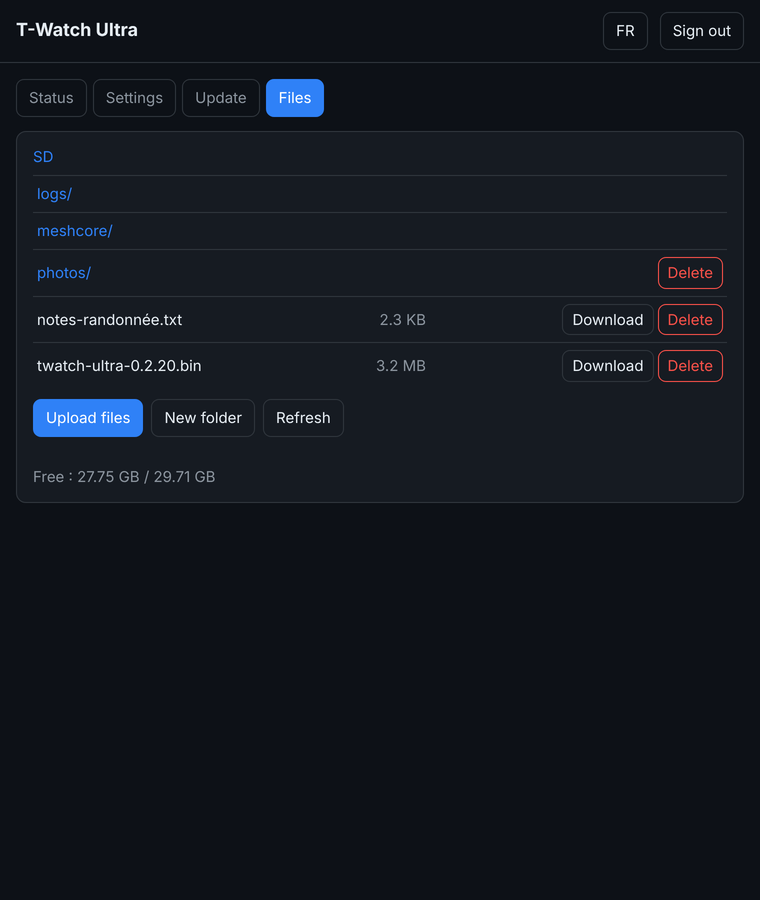 T-Watch Ultra FR Sign out
Status Settings Update Files
SD
logs/
meshcore/
photos/ Delete
notes-randonnée.txt 2.3 KB Download Delete
twatch-ultra-0.2.20.bin 3.2 MB Download Delete
Upload files New folder Refresh
Free : 27.75 GB / 29.71 GB